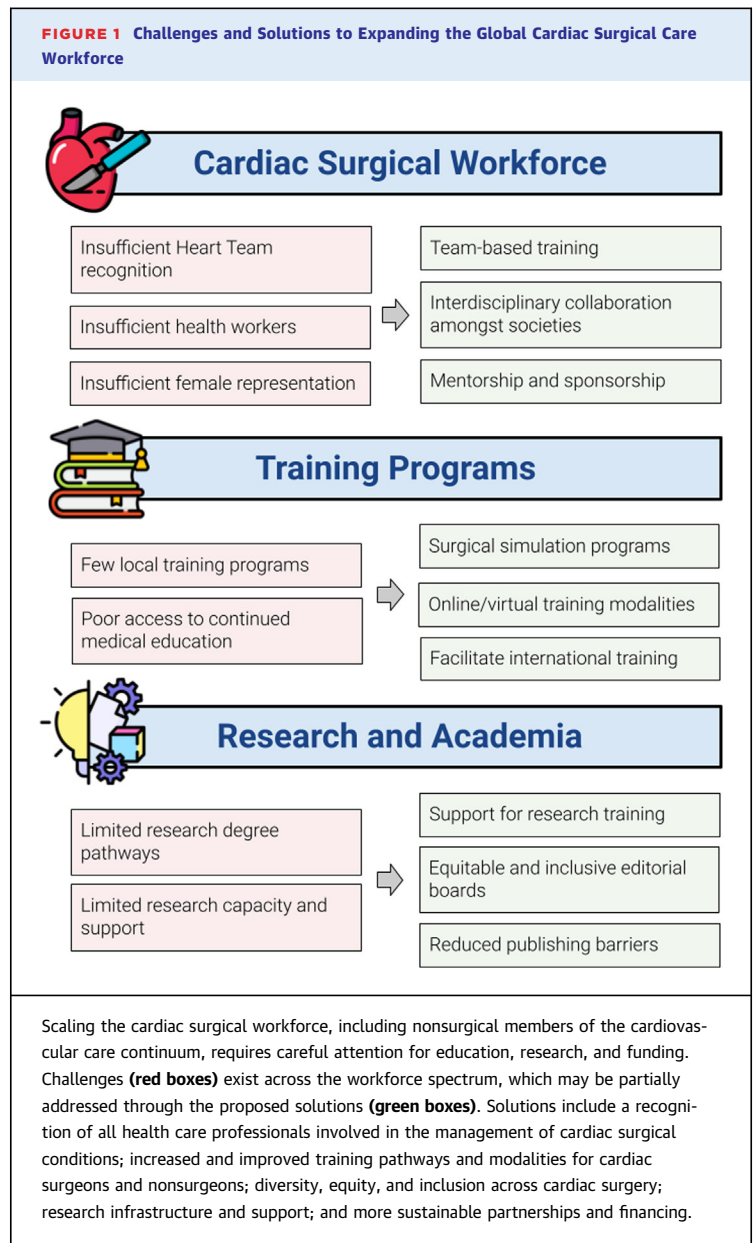 FIGURE 1 Challenges and Solutions to Expanding the Global Cardiac Surgical Care
Workforce
Cardiac Surgical Workforce
Insufficient Heart Team
recognition
Insufficient health workers
Insufficient female representation
Team-based training
Interdisciplinary collaboration
amongst societies
Mentorship and sponsorship
Training Programs
Few local training programs
Poor access to continued
medical education
Surgical simulation programs
Online/virtual training modalities
Facilitate international training
Research and Academia
Limited research degree
pathways
Limited research capacity and
support
Support for research training
Equitable and inclusive editorial
boards
Reduced publishing barriers
Scaling the cardiac surgical workforce, including nonsurgical members of the cardiovas-
cular care continuum, requires careful attention for education, research, and funding.
Challenges (red boxes) exist across the workforce spectrum, which may be partially
addressed through the proposed solutions (green boxes). Solutions include a recogni-
tion of all health care professionals involved in the management of cardiac surgical
conditions; increased and improved training pathways and modalities for cardiac
surgeons and nonsurgeons; diversity, equity, and inclusion across cardiac surgery;
research infrastructure and support; and more sustainable partnerships and financing.